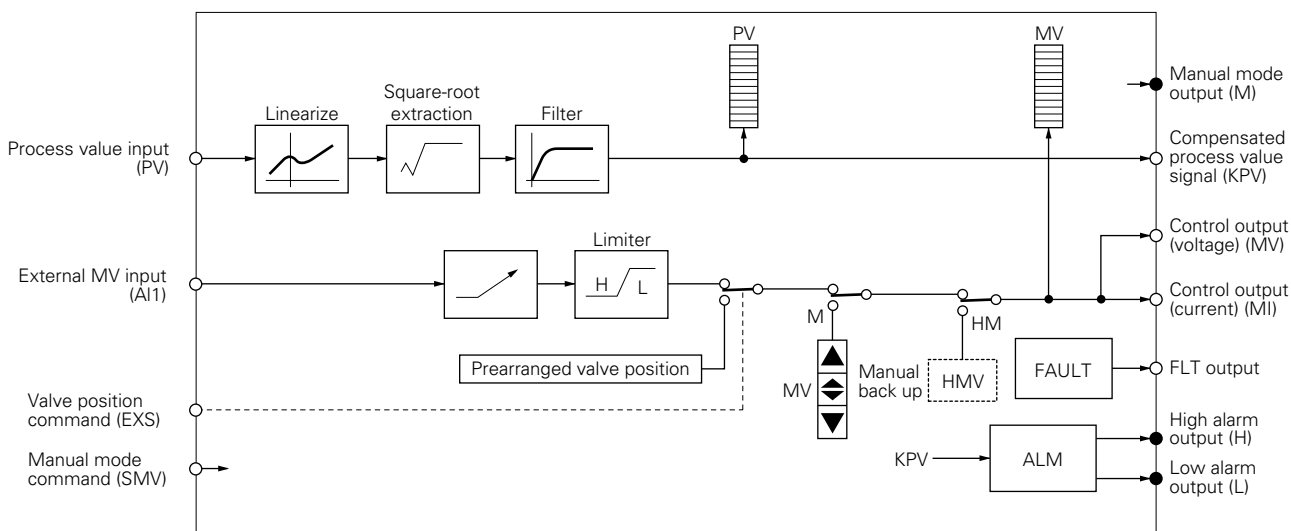 PV
MV
Manual mode
output (M)
Linearize
Square-root
extraction
Filter
Process value input
(PV)
Compensated
process value
signal (KPV)
Control output
(voltage) (MV)
External MV input
(AI1)
Limiter
H
L
M
HM
Control output
(current) (MI)
Prearranged valve position
MV
Manual
back up
HMV
FAULT
FLT output
Valve position
command (EXS)
High alarm
output (H)
Manual mode
command (SMV)
KPV
ALM
Low alarm
output (L)